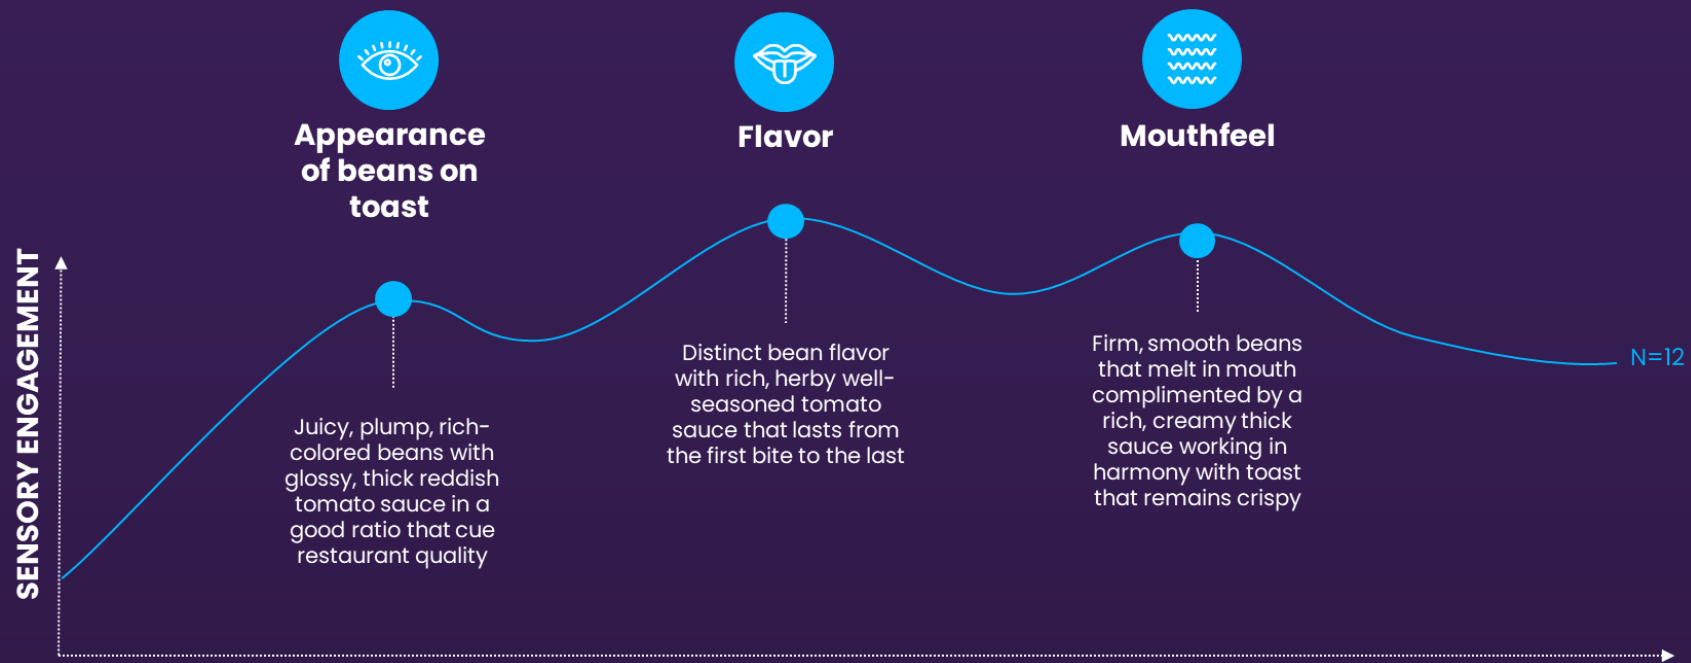 Appearance
of beans on
toast
Flavor
Mouthfeel
SENSORY ENGAGEMENT
Juicy, plump, rich-
colored beans with
glossy, thick reddish
tomato sauce in a
good ratio that cue
restaurant quality
Distinct bean flavor
with rich, herby well-
seasoned tomato
sauce that lasts from
the first bite to the last
Firm, smooth beans
that melt in mouth
complimented by a
rich, creamy thick
sauce working in
harmony with toast
that remains crispy
N=12